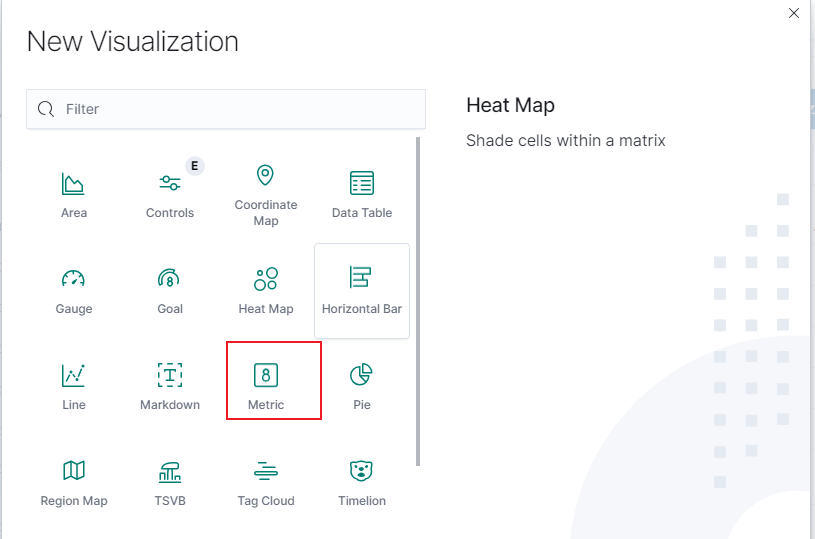 New Visualization
Filter
Heat Map
Shade cells within a matrix
E
Area
Controls
Coordinate
Map
Data Table
Gauge
Goal
Heat Map
Horizontal Bar
Line
Markdown
8
Metric
Pie
Region Map
TSVB
Tag Cloud
Timelion